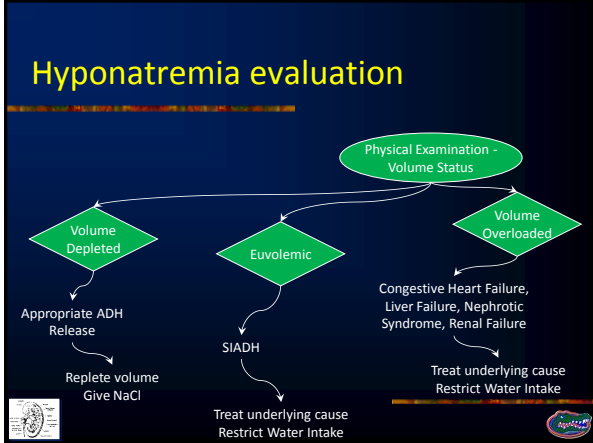 Hyponatremia evaluation
Physical Examination -
Volume Status
Volume
Depleted
Euvolemic
Volume
Overloaded
Appropriate ADH
Release
Replete volume
Give NaCl
SIADH
Treat underlying cause
Restrict Water Intake
Congestive Heart Failure,
Liver Failure, Nephrotic
Syndrome, Renal Failure
Treat underlying cause
Restrict Water Intake